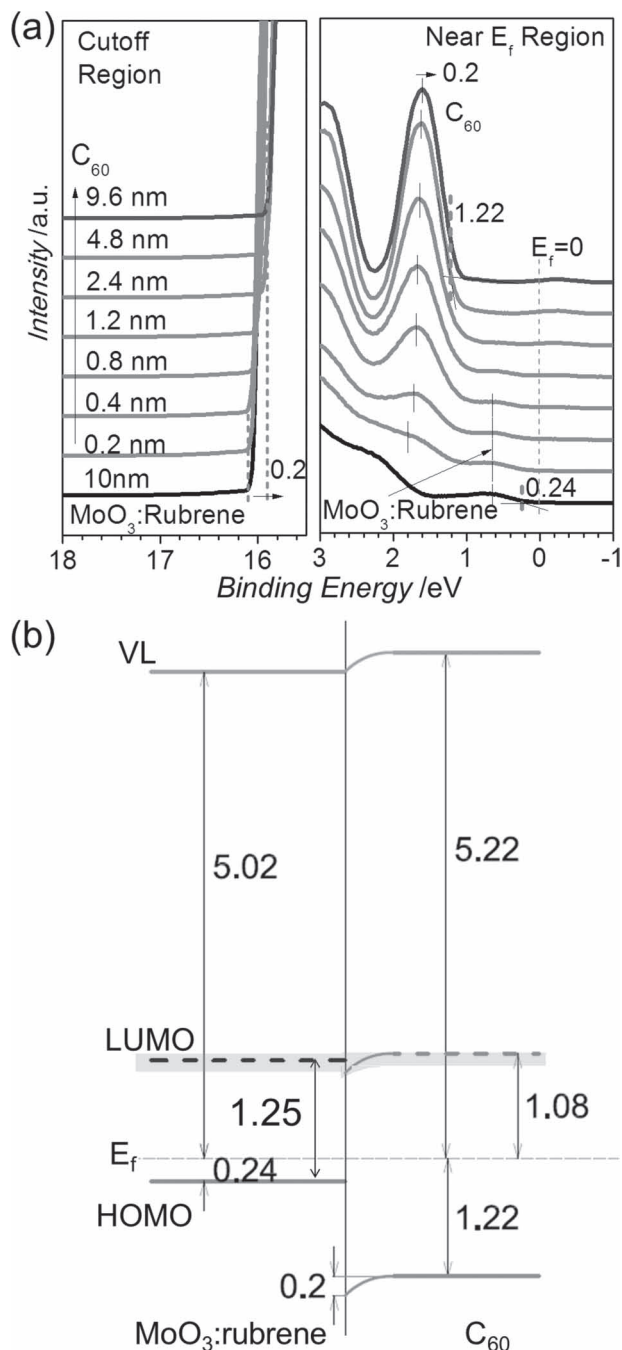 (a)
Cutoff
Region
C60
9.6 nm
4.8 nm
2.4 nm
1.2 nm
0.8 nm
0.4 nm
0.2 nm
10nm
MoO3:Rubrene
0.2
Near Ef Region
0.2
C60
1.22
Ef=0
0.24
MoO3:Rubrene
Intensity /a.u.
18 17 16 3 2 1 0 -1
Binding Energy /eV
(b)
VL
5.02
5.22
LUMO
1.25
1.08
Ef
0.24
HOMO
1.22
0.2
MoO3:rubrene C60